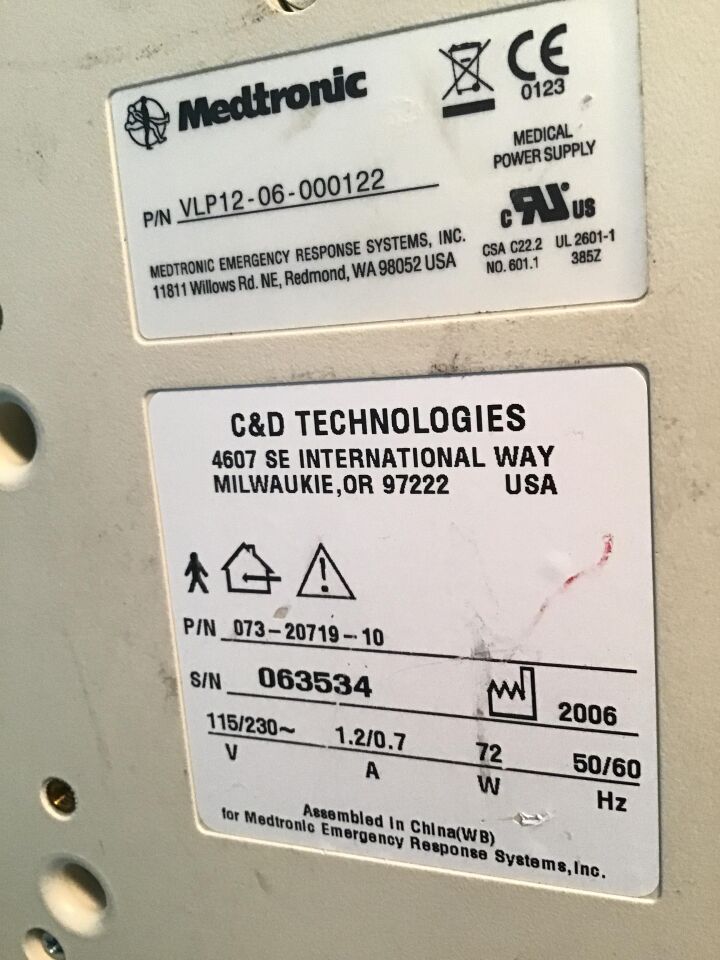 Medtronic
CE
0123
MEDICAL
POWER SUPPLY
P/N VLP12-06-000122
MEDTRONIC EMERGENCY RESPONSE SYSTEMS, INC.
11811 Willows Rd. NE, Redmond, WA 98052 USA
c RU US
CSA C22.2 UL 2601-1
NO. 601.1 385Z
C&D TECHNOLOGIES
4607 SE INTERNATIONAL WAY
MILWAUKIE,OR 97222 USA
P/N 073-20719-10
S/N 063534 2006
115/230~ 1.2/0.7 72 50/60
V A W Hz
Assembled in China(WB)
for Medtronic Emergency Response Systems,Inc.